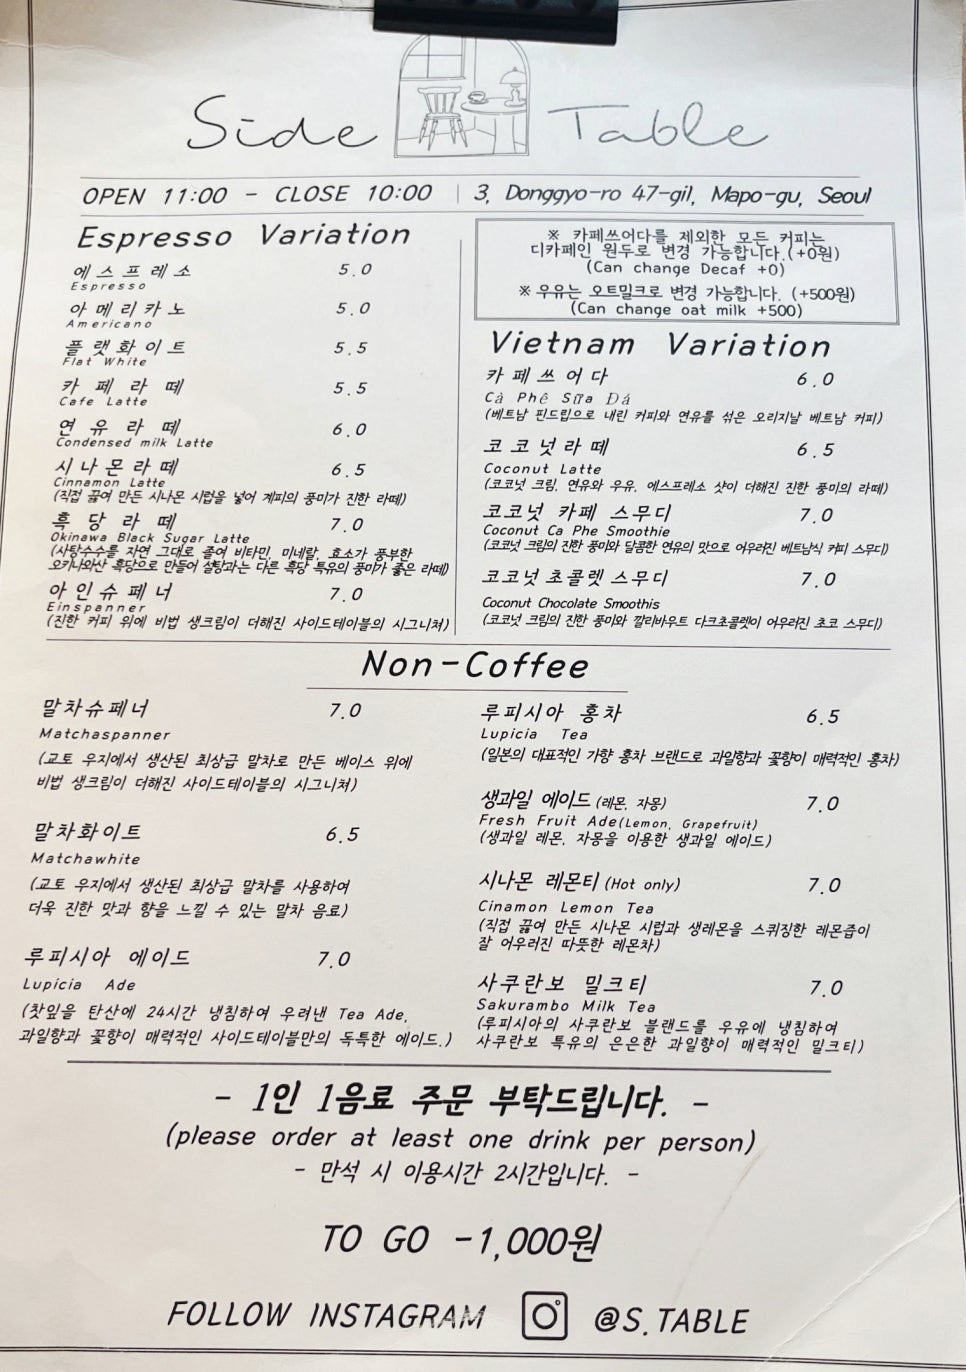 Side Table
OPEN 11:00 - CLOSE 10:00 | 3, Donggyo-ro 47-gil, Mapo-gu, Seoul
Espresso Variation
에스프레소 5.0
Espresso
아메리카노 5.0
Americano
플랫화이트 5.5
Flat White
카페라떼 5.5
Cafe Latte
연유라떼 6.0
Condensed milk Latte
시나몬라떼 6.5
Cinnamon Latte
(직접 끓여 만든 시나몬 시럽을 넣어 계피의 풍미가 진한 라떼)
흑당라떼 7.0
Okinawa Black Sugar Latte
(사탕수수를 자연 그대로 졸여 비타민, 미네랄, 효소가 풍부한
오키나와산 흑당으로 만들어 설탕과는 다른 흑당 특유의 풍미가 좋은 라떼)
아인슈페너 7.0
Einspanner
(진한 커피 위에 비법 생크림이 더해진 사이드테이블의 시그니쳐)
※ 카페쓰어다를 제외한 모든 커피는
디카페인 원두로 변경 가능합니다.(+0원)
(Can change Decaf +0)
※ 우유는 오트밀크로 변경 가능합니다. (+500원)
(Can change oat milk +500)
Vietnam Variation
카페쓰어다 6.0
Cà Phê Sữa Đá
(베트남 핀드립으로 내린 커피와 연유를 섞은 오리지날 베트남 커피)
코코넛라떼 6.5
Coconut Latte
(코코넛 크림, 연유와 우유, 에스프레소 샷이 더해진 진한 풍미의 라떼)
코코넛 카페 스무디 7.0
Coconut Ca Phe Smoothie
(코코넛 크림의 진한 풍미와 달콤한 연유의 맛으로 어우러진 베트남식 커피 스무디)
코코넛 초콜렛 스무디 7.0
Coconut Chocolate Smoothis
(코코넛 크림의 진한 풍미와 깔리바우트 다크초콜렛이 어우러진 초코 스무디)
Non-Coffee
말차슈페너 7.0
Matchaspanner
(교토 우지에서 생산된 최상급 말차로 만든 베이스 위에
비법 생크림이 더해진 사이드테이블의 시그니쳐)
말차화이트 6.5
Matchawhite
(교토 우지에서 생산된 최상급 말차를 사용하여
더욱 진한 맛과 향을 느낄 수 있는 말차 음료)
루피시아 에이드 7.0
Lupicia Ade
(찻잎을 탄산에 24시간 냉침하여 우려낸 Tea Ade,
과일향과 꽃향이 매력적인 사이드테이블만의 독특한 에이드.)
루피시아 홍차 6.5
Lupicia Tea
(일본의 대표적인 가향 홍차 브랜드로 과일향과 꽃향이 매력적인 홍차)
생과일 에이드 (레몬, 자몽) 7.0
Fresh Fruit Ade(Lemon, Grapefruit)
(생과일 레몬, 자몽을 이용한 생과일 에이드)
시나몬 레몬티 (Hot only) 7.0
Cinamon Lemon Tea
(직접 끓여 만든 시나몬 시럽과 생레몬을 스퀴징한 레몬즙이
잘 어우러진 따뜻한 레몬차)
사쿠란보 밀크티 7.0
Sakurambo Milk Tea
(루피시아의 사쿠란보 블랜드를 우유에 냉침하여
사쿠란보 특유의 은은한 과일향이 매력적인 밀크티)
- 1인 1음료 주문 부탁드립니다. -
(please order at least one drink per person)
- 만석 시 이용시간 2시간입니다. -
TO GO -1,000원
FOLLOW INSTAGRAM @S.TABLE